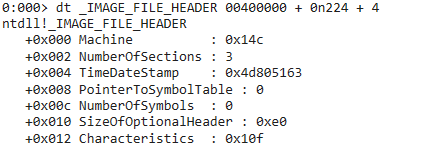 0:000> dt _IMAGE_FILE_HEADER 00400000 + 0n224 + 4
ntdll!_IMAGE_FILE_HEADER
   +0x000 Machine          : 0x14c
   +0x002 NumberOfSections : 3
   +0x004 TimeDateStamp    : 0x4d805163
   +0x008 PointerToSymbolTable : 0
   +0x00c NumberOfSymbols  : 0
   +0x010 SizeOfOptionalHeader : 0xe0
   +0x012 Characteristics  : 0x10f